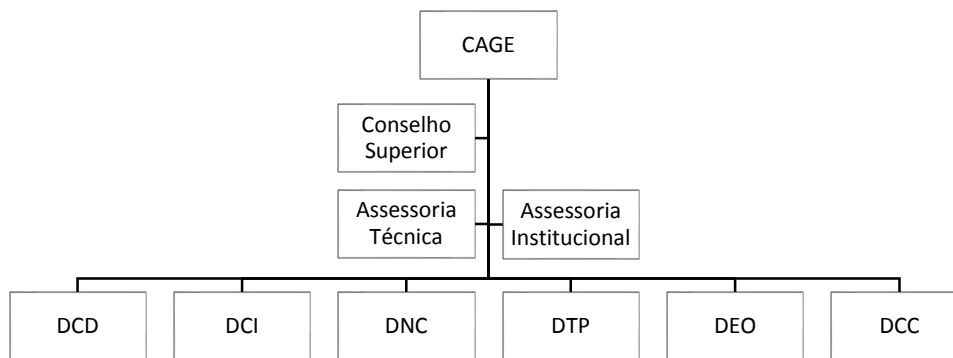 CAGE
Conselho
Superior
Assessoria
Técnica
Assessoria
Institucional
DCD
DCI
DNC
DTP
DEO
DCC